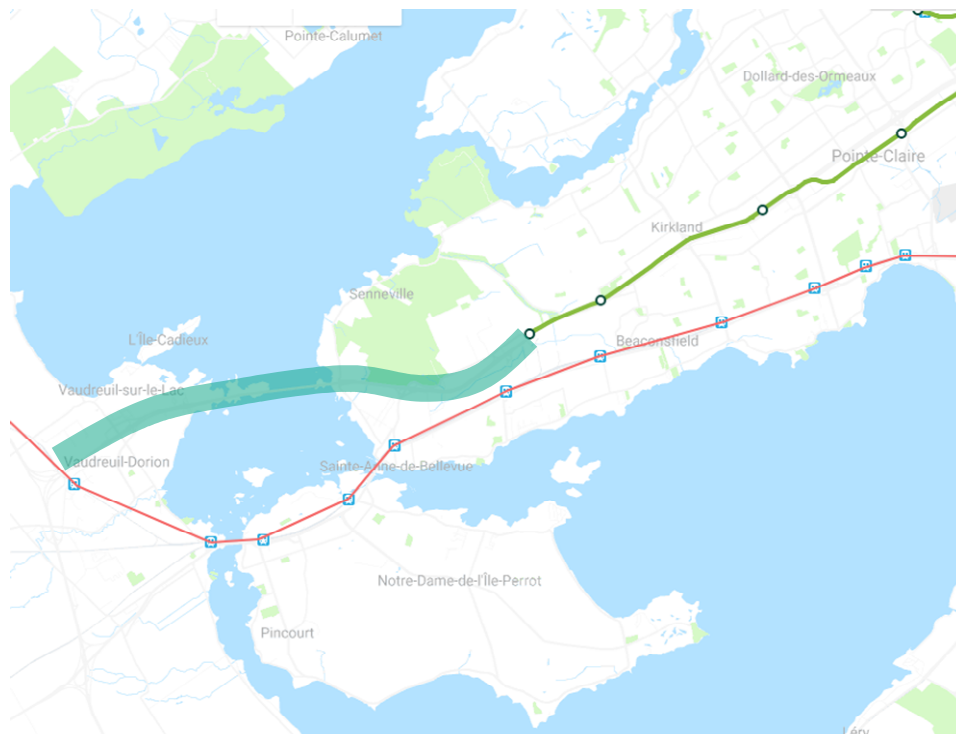 Pointe-Calumet
Dollard-des-Ormeaux
Pointe-Claire
Kirkland
Senneville
L'Île-Cadieux
Beaconsfield
Vaudreuil-sur-le-Lac
Vaudreuil-Dorion
Sainte-Anne-de-Bellevue
Notre-Dame-de-l'Île-Perrot
Pincourt
Léry